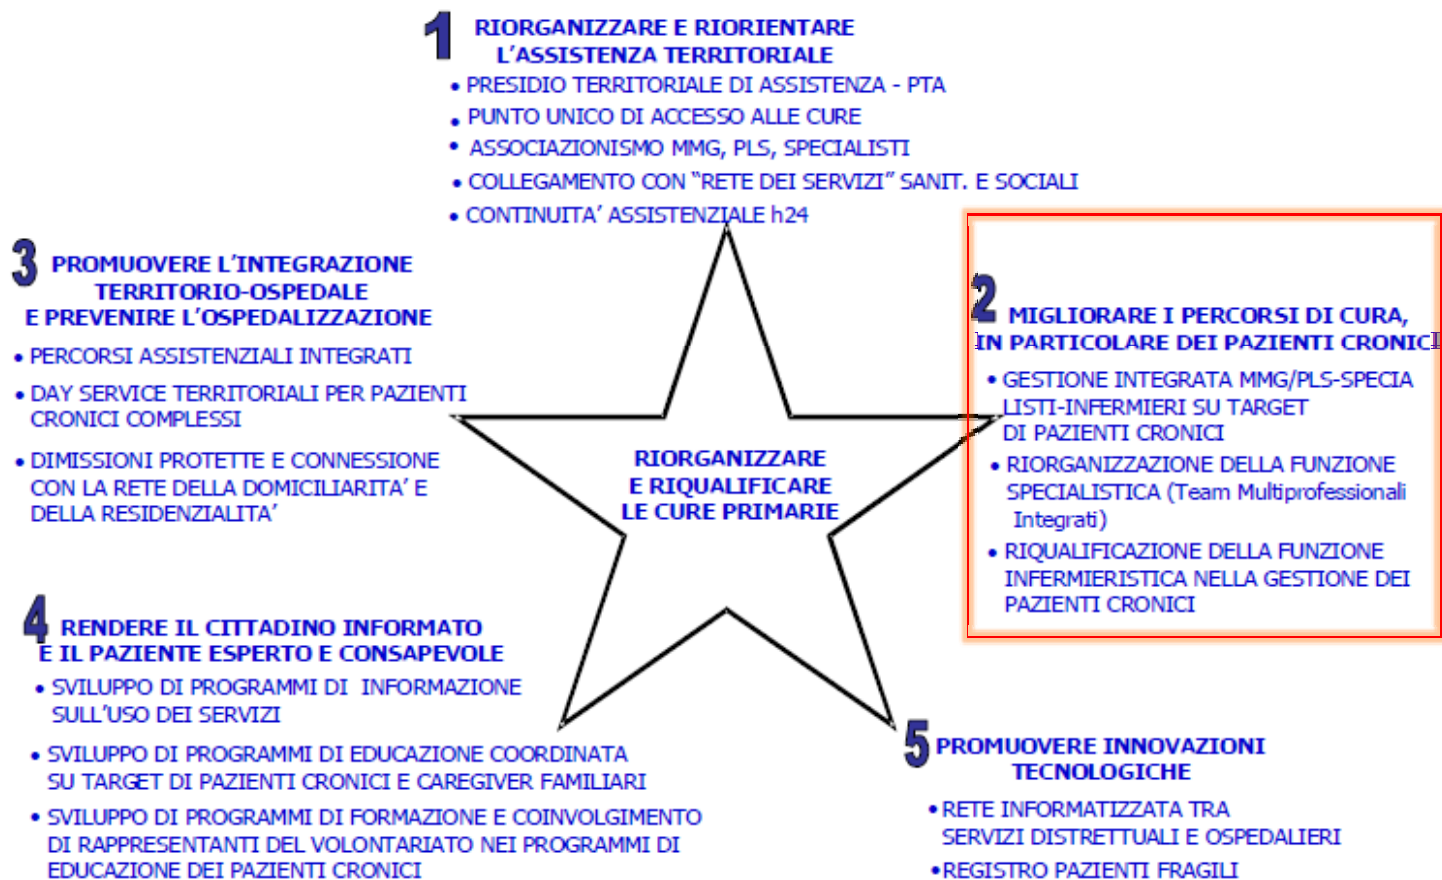 1 RIORGANIZZARE E RIORIENTARE
L'ASSISTENZA TERRITORIALE
• PRESIDIO TERRITORIALE DI ASSISTENZA - PTA
• PUNTO UNICO DI ACCESSO ALLE CURE
• ASSOCIAZIONISMO MMG, PLS, SPECIALISTI
• COLLEGAMENTO CON “RETE DEI SERVIZI” SANIT. E SOCIALI
• CONTINUITA’ ASSISTENZIALE h24
2 MIGLIORARE I PERCORSI DI CURA,
IN PARTICOLARE DEI PAZIENTI CRONICI
• GESTIONE INTEGRATA MMG/PLS-SPECIA
LISTI-INFERMIERI SU TARGET
DI PAZIENTI CRONICI
• RIORGANIZZAZIONE DELLA FUNZIONE
SPECIALISTICA (Team Multiprofessionali
Integrati)
• RIQUALIFICAZIONE DELLA FUNZIONE
INFERMIERISTICA NELLA GESTIONE DEI
PAZIENTI CRONICI
3 PROMUOVERE L'INTEGRAZIONE
TERRITORIO-OSPEDALE
E PREVENIRE L'OSPEDALIZZAZIONE
• PERCORSI ASSISTENZIALI INTEGRATI
• DAY SERVICE TERRITORIALI PER PAZIENTI
CRONICI COMPLESSI
• DIMISSIONI PROTETTE E CONNESSIONE
CON LA RETE DELLA DOMICILIARITA’ E
DELLA RESIDENZIALITA’
RIORGANIZZARE
E RIQUALIFICARE
LE CURE PRIMARIE
4 RENDERE IL CITTADINO INFORMATO
E IL PAZIENTE ESPERTO E CONSAPEVOLE
• SVILUPPO DI PROGRAMMI DI INFORMAZIONE
SULL'USO DEI SERVIZI
• SVILUPPO DI PROGRAMMI DI EDUCAZIONE COORDINATA
SU TARGET DI PAZIENTI CRONICI E CAREGIVER FAMILIARI
• SVILUPPO DI PROGRAMMI DI FORMAZIONE E COINVOLGIMENTO
DI RAPPRESENTANTI DEL VOLONTARIATO NEI PROGRAMMI DI
EDUCAZIONE DEI PAZIENTI CRONICI
5 PROMUOVERE INNOVAZIONI
TECNOLOGICHE
• RETE INFORMATIZZATA TRA
SERVIZI DISTRETTUALI E OSPEDALIERI
• REGISTRO PAZIENTI FRAGILI